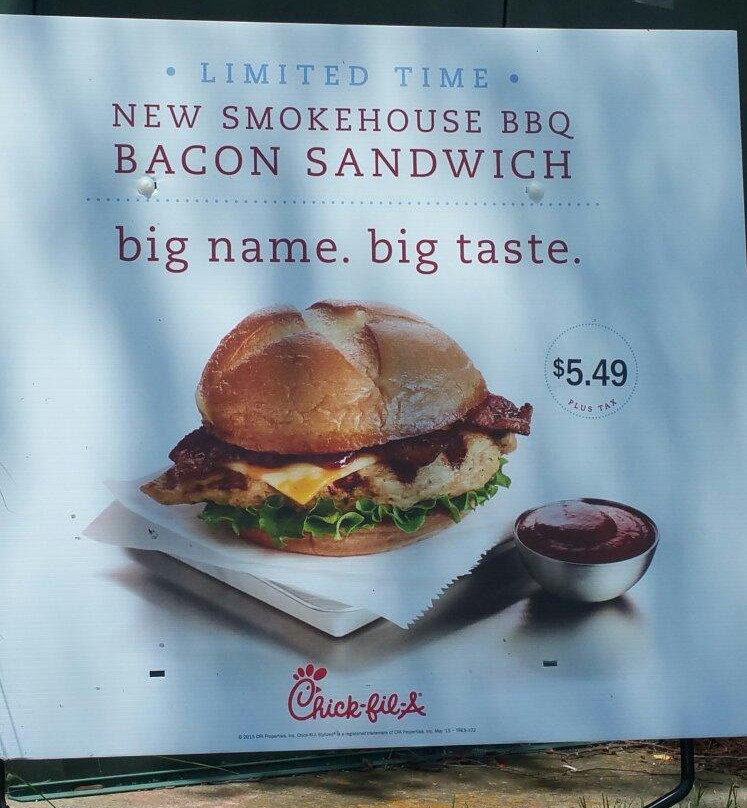 • LIMITED TIME •
NEW SMOKEHOUSE BBQ
BACON SANDWICH
big name. big taste.
$5.49
PLUS TAX
Chick-fil-A®